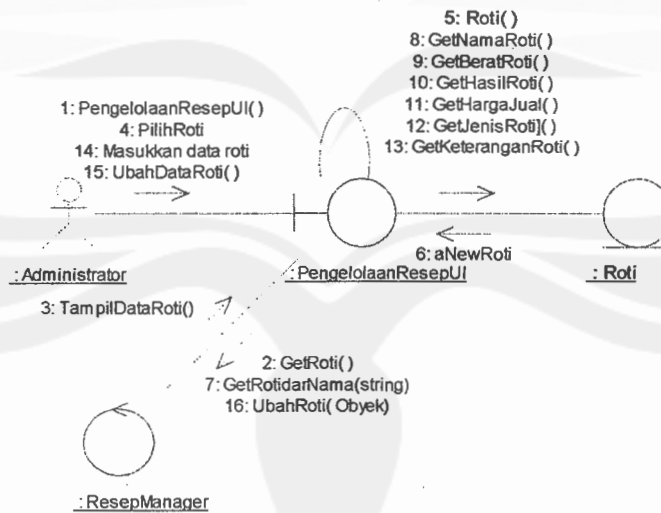 5: Roti()
8: GetNamaRoti()
9: GetBeratRoti()
10: GetHasilRoti()
11: GetHargaJual()
12: GetJenisRoti]()
13: GetKeteranganRoti()
1: PengelolaanResepUI()
4: PilihRoti
14: Masukkan data roti
15: UbahDataRoti()
6: aNewRoti
: Administrator
: PengelolaanResepUI
: Roti
3: TampilDataRoti()
2: GetRoti()
7: GetRotidarNama(string)
16: UbahRoti( Obyek)
: ResepManager